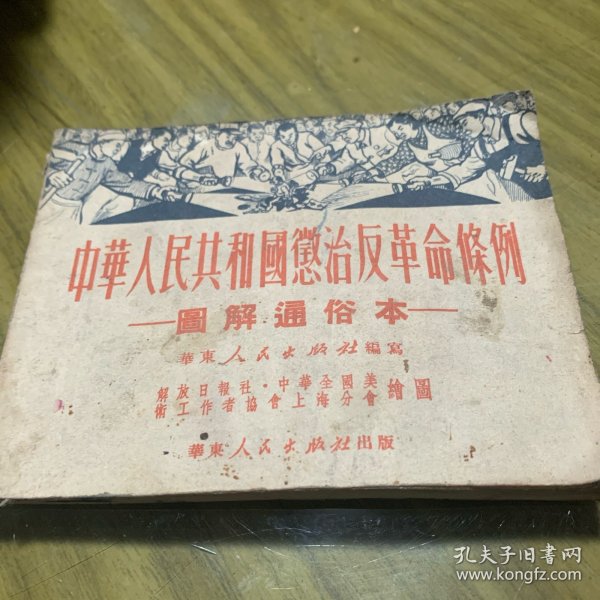 中華人民共和國懲治反革命條例
—圖解通俗本—
華東人民出版社編寫
解放日報社·中華全國美
術工作者協會上海分會繪圖
華東人民出版社出版
孔夫子旧书网
www.kongfz.com